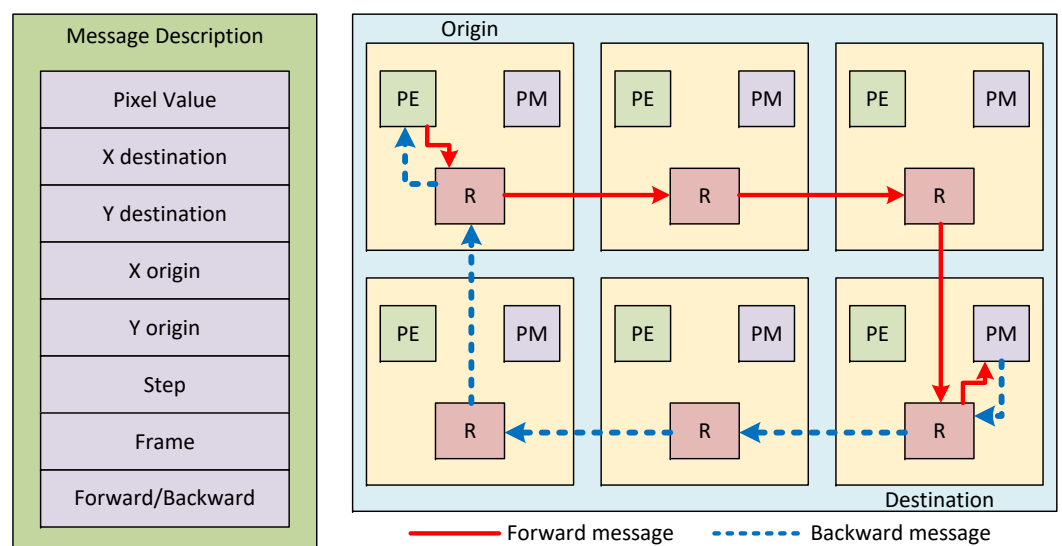 Message Description
Pixel Value
X destination
Y destination
X origin
Y origin
Step
Frame
Forward/Backward
Origin
PE PM PE PM PE PM
R R R
PE PM PE PM PE PM
R R R
Destination
Forward message Backward message